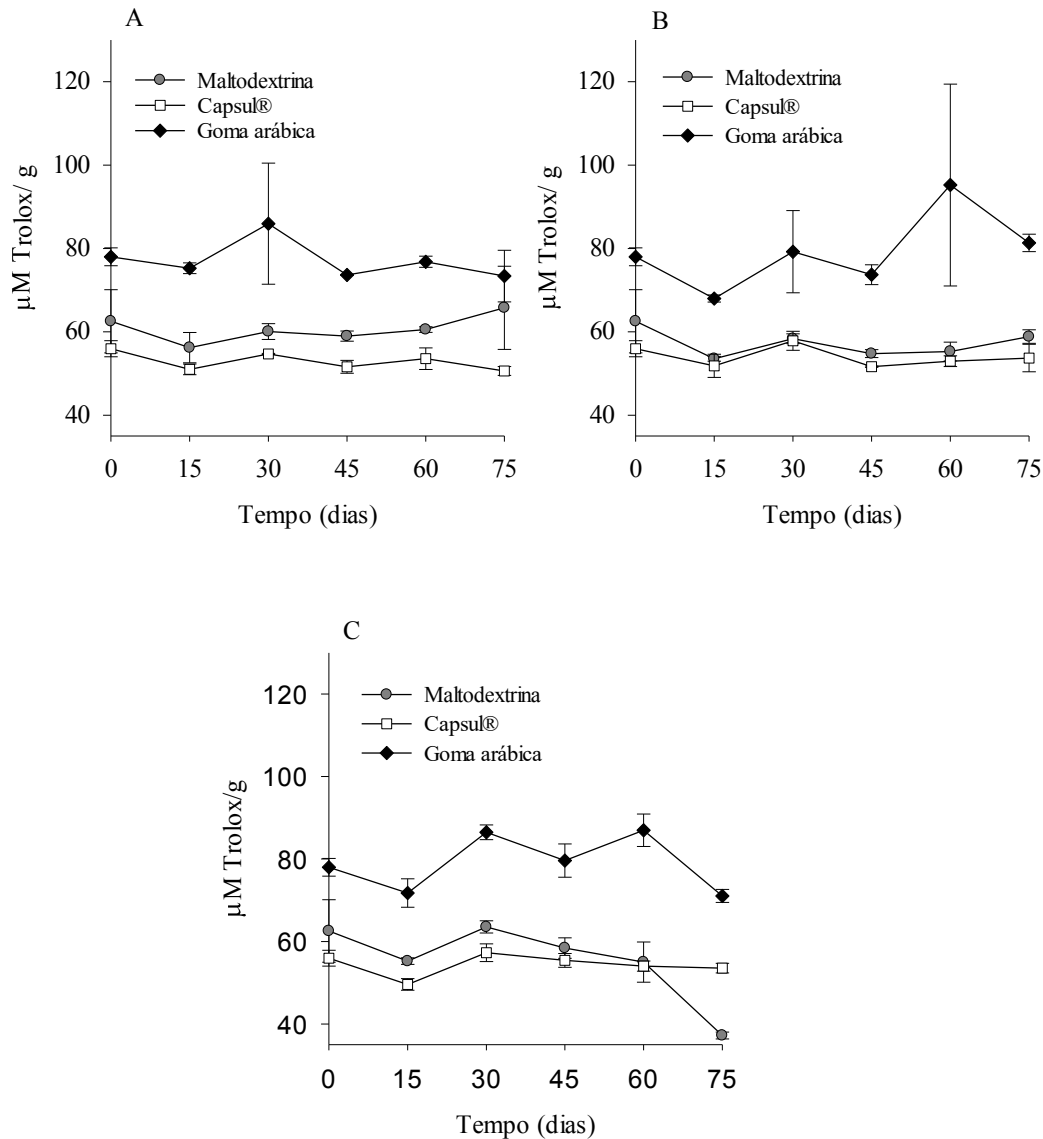 A
Maltodextrina
Capsul®
Goma arábica
µM Trolox/ g
120
100
80
60
40
0 15 30 45 60 75
Tempo (dias)
B
Maltodextrina
Capsul®
Goma arábica
µM Trolox/ g
120
100
80
60
40
0 15 30 45 60 75
Tempo (dias)
C
Maltodextrina
Capsul®
Goma arábica
µM Trolox/g
120
100
80
60
40
0 15 30 45 60 75
Tempo (dias)